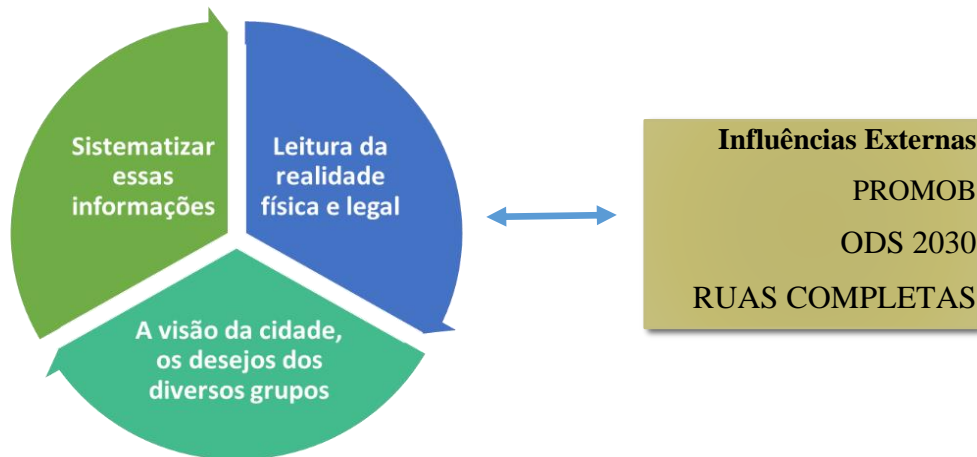 Sistematizar
essas
informações
Leitura da
realidade
física e legal
A visão da cidade,
os desejos dos
diversos grupos
Influências Externas
PROMOB
ODS 2030
RUAS COMPLETAS